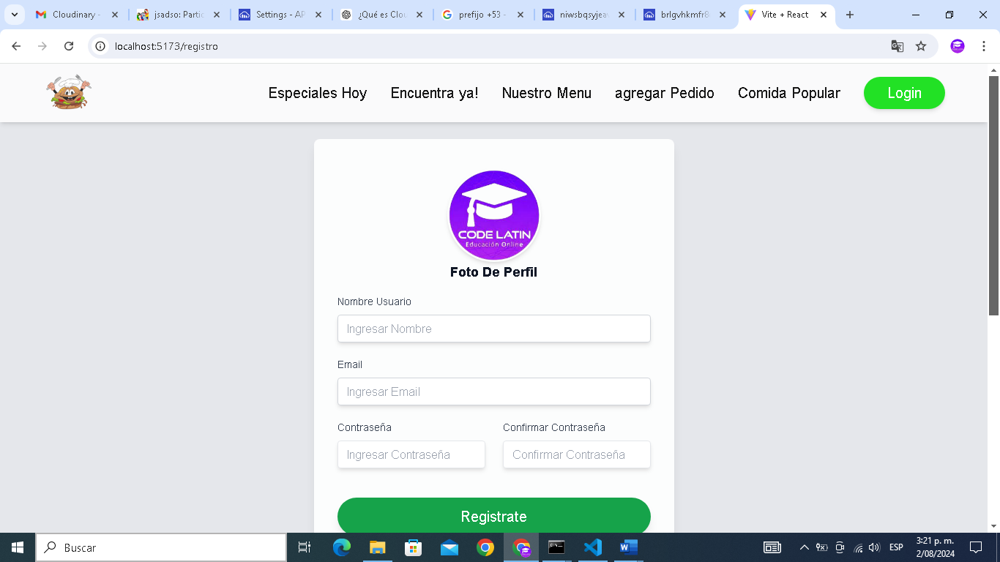 Cloudinary -
jsadso: Partic
Settings - AP
¿Qué es Clou
prefijo +53 -
niwsbqsyjeav
brlgvhkmfr8
Vite + React
localhost:5173/registro
Especiales Hoy
Encuentra ya!
Nuestro Menu
agregar Pedido
Comida Popular
Login
CODE LATIN
Educación Online
Foto De Perfil
Nombre Usuario
Ingresar Nombre
Email
Ingresar Email
Contraseña
Confirmar Contraseña
Ingresar Contraseña
Confirmar Contraseña
Registrate
Buscar
ESP
3:21 p. m.
2/08/2024